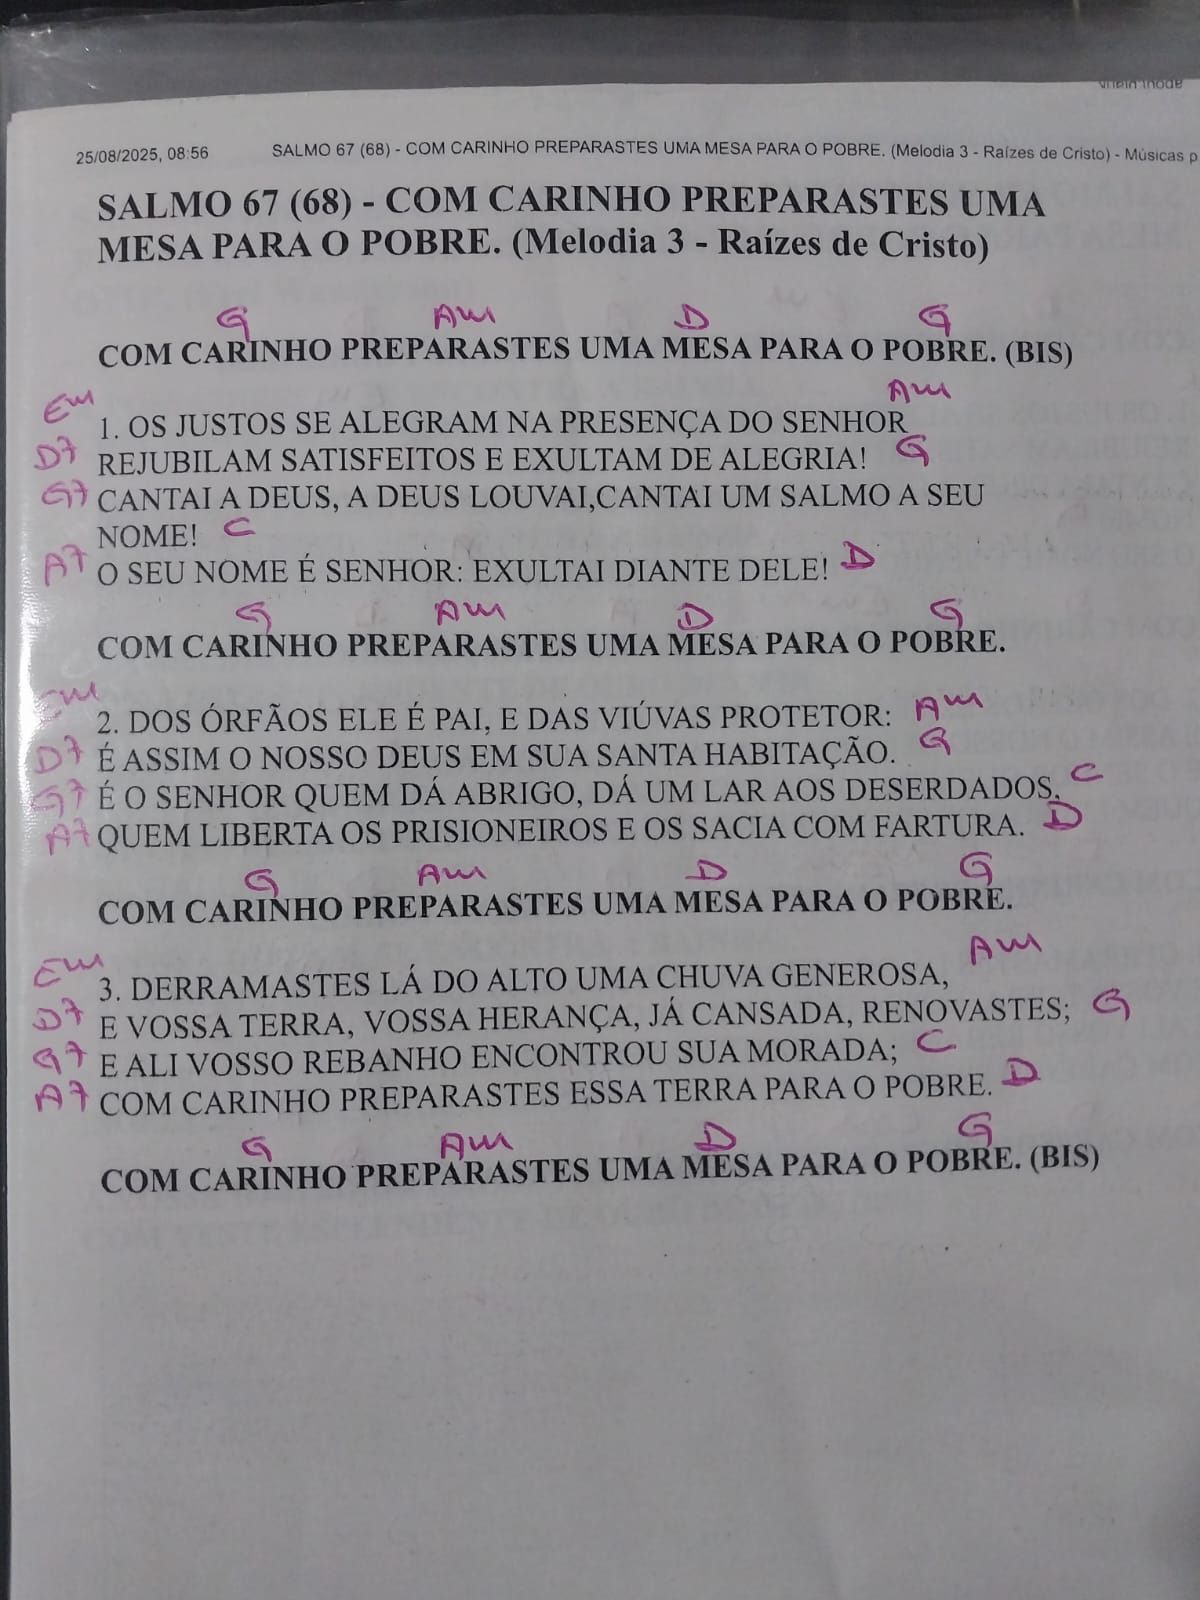 25/08/2025, 08:56 SALMO 67 (68) - COM CARINHO PREPARASTES UMA MESA PARA O POBRE. (Melodia 3 - Raízes de Cristo) - Músicas p
SALMO 67 (68) - COM CARINHO PREPARASTES UMA
MESA PARA O POBRE. (Melodia 3 - Raízes de Cristo)
G Am D G
COM CARINHO PREPARASTES UMA MESA PARA O POBRE. (BIS)
Em Am
1. OS JUSTOS SE ALEGRAM NA PRESENÇA DO SENHOR
D7 REJUBILAM SATISFEITOS E EXULTAM DE ALEGRIA! G
G7 CANTAI A DEUS, A DEUS LOUVAI,CANTAI UM SALMO A SEU
NOME! C
A7 O SEU NOME É SENHOR: EXULTAI DIANTE DELE! D
G Am D G
COM CARINHO PREPARASTES UMA MESA PARA O POBRE.
Em 2. DOS ÓRFÃOS ELE É PAI, E DAS VIÚVAS PROTETOR: Am
D7 É ASSIM O NOSSO DEUS EM SUA SANTA HABITAÇÃO. G
G7 É O SENHOR QUEM DÁ ABRIGO, DÁ UM LAR AOS DESERDADOS, C
A7 QUEM LIBERTA OS PRISIONEIROS E OS SACIA COM FARTURA. D
G Am D G
COM CARINHO PREPARASTES UMA MESA PARA O POBRE.
Em 3. DERRAMASTES LÁ DO ALTO UMA CHUVA GENEROSA, Am
D7 E VOSSA TERRA, VOSSA HERANÇA, JÁ CANSADA, RENOVASTES; G
G7 E ALI VOSSO REBANHO ENCONTROU SUA MORADA; C
A7 COM CARINHO PREPARASTES ESSA TERRA PARA O POBRE. D
G Am D G
COM CARINHO PREPARASTES UMA MESA PARA O POBRE. (BIS)